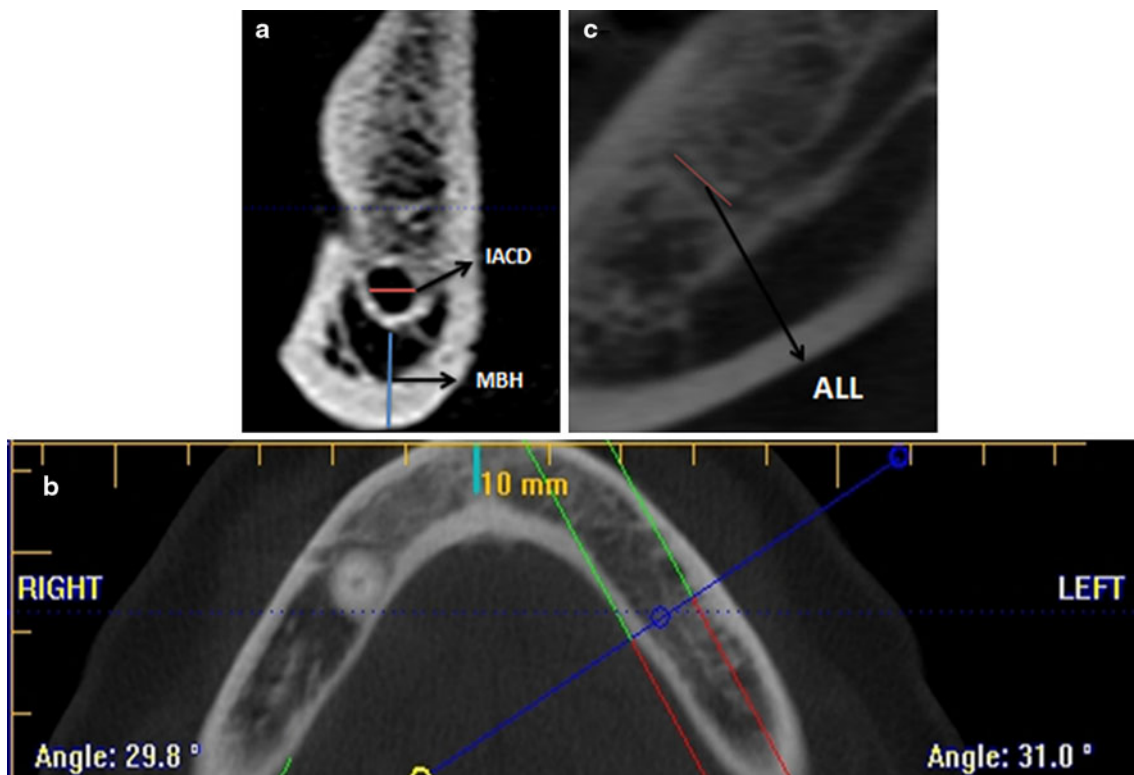 a
IACD
MBH
c
ALL
b
10 mm
RIGHT
LEFT
Angle: 29.8 º
Angle: 31.0 º